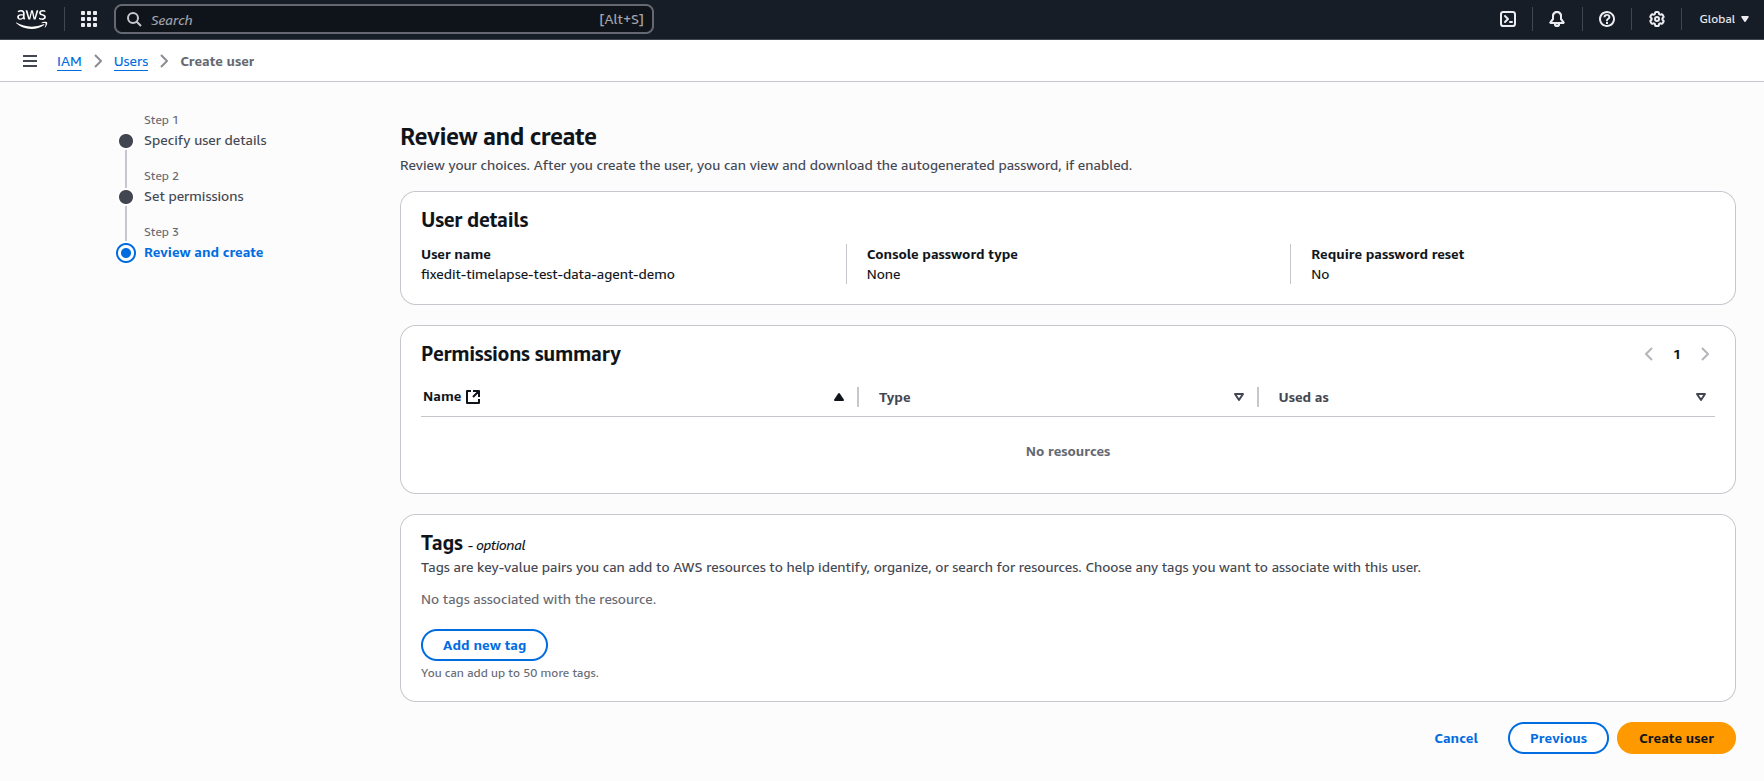 aws
Search [Alt+S]
Global
IAM Users Create user
Step 1
Specify user details
Step 2
Set permissions
Step 3
Review and create
Review and create
Review your choices. After you create the user, you can view and download the autogenerated password, if enabled.
User details
User name Console password type Require password reset
fixedit-timelapse-test-data-agent-demo None No
Permissions summary 1
Name Type Used as
No resources
Tags - optional
Tags are key-value pairs you can add to AWS resources to help identify, organize, or search for resources. Choose any tags you want to associate with this user.
No tags associated with the resource.
Add new tag
You can add up to 50 more tags.
Cancel Previous Create user